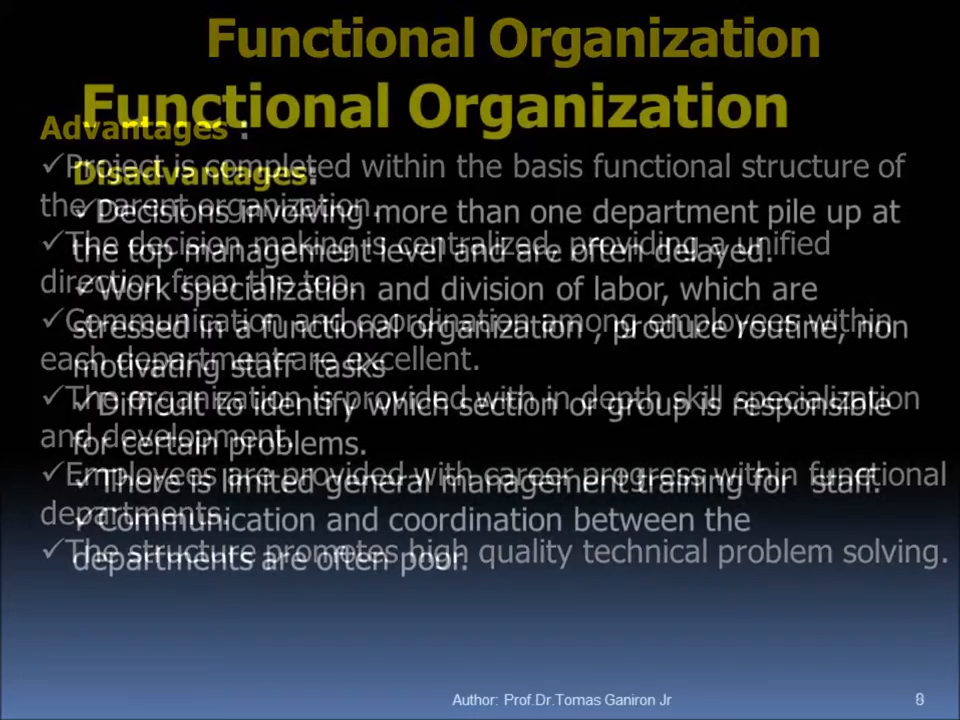 Functional Organization
Advantages :
✓Project is completed within the basis functional structure of
the parent organization.
✓The decision making is centralized, providing a unified
direction from the top.
✓Communication and coordination among employees within
each department are excellent.
✓The organization is provided with in depth skill specialization
and development.
✓Employees are provided with career progress within functional
departments.
✓The structure promotes high quality technical problem solving.
Functional Organization
Disadvantages:
✓Decisions involving more than one department pile up at
the top management level and are often delayed.
✓Work specialization and division of labor, which are
stressed in a functional organization , produce routine, non
motivating staff tasks
✓Difficult to identify which section or group is responsible
for certain problems.
✓There is limited general management training for staff.
✓Communication and coordination between the
departments are often poor.
Author: Prof.Dr.Tomas Ganiron Jr